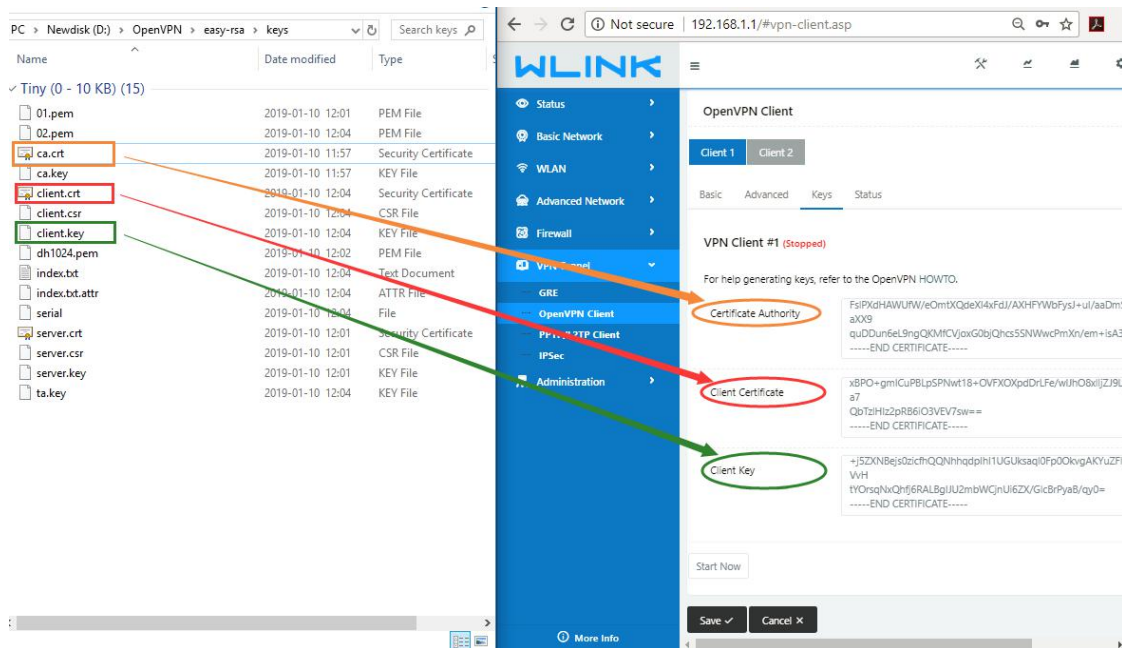 PC › Newdisk (D:) › OpenVPN › easy-rsa › keys
Search keys
Name Date modified Type
Tiny (0 - 10 KB) (15)
01.pem 2019-01-10 12:01 PEM File
02.pem 2019-01-10 12:04 PEM File
ca.crt 2019-01-10 11:57 Security Certificate
ca.key 2019-01-10 11:57 KEY File
client.crt 2019-01-10 12:04 Security Certificate
client.csr 2019-01-10 12:04 CSR File
client.key 2019-01-10 12:04 KEY File
dh1024.pem 2019-01-10 12:02 PEM File
index.txt 2019-01-10 12:04 Text Document
index.txt.attr 2019-01-10 12:04 ATTR File
serial 2019-01-10 12:04 File
server.crt 2019-01-10 12:01 Security Certificate
server.csr 2019-01-10 12:01 CSR File
server.key 2019-01-10 12:01 KEY File
ta.key 2019-01-10 12:04 KEY File
Not secure | 192.168.1.1/#vpn-client.asp
WLINK
Status
Basic Network
WLAN
Advanced Network
Firewall
VPN Tunnel
GRE
OpenVPN Client
PPTP/L2TP Client
IPSec
Administration
More Info
OpenVPN Client
Client 1 Client 2
Basic Advanced Keys Status
VPN Client #1 (Stopped)
For help generating keys, refer to the OpenVPN HOWTO.
Certificate Authority
aXX9
-----END CERTIFICATE-----
Client Certificate
a7
QbTzIHIz2pRB6iO3VEV7sw==
-----END CERTIFICATE-----
Client Key
VvH
tYOrsqNxQhfj6RALBgIJU2mbWCjnUi6ZX/GicBrPyaB/qy0=
-----END CERTIFICATE-----
Start Now
Save Cancel